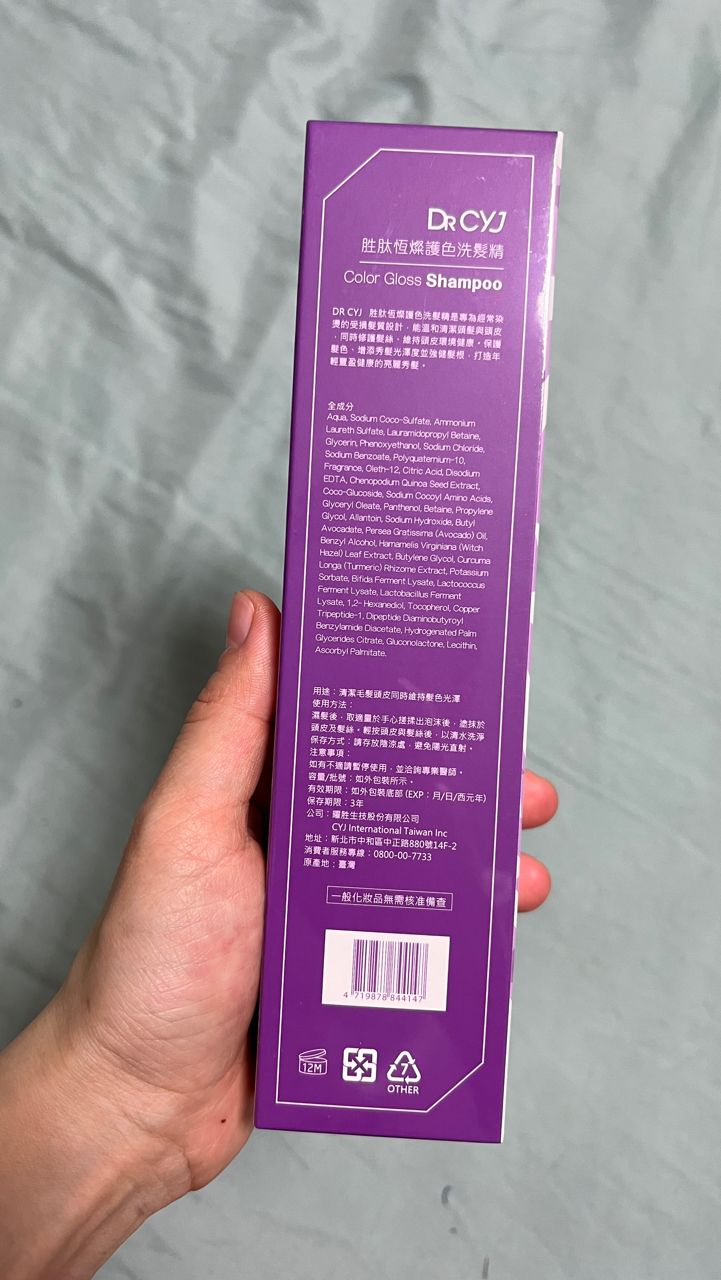 DR CYJ
胜肽恆燦護色洗髮精
Color Gloss Shampoo
DR CYJ 胜肽恆燦護色洗髮精是專為經常染
燙的受損髮質設計，能溫和清潔頭髮與頭皮
，同時修護髮絲、維持頭皮環境健康。保護
髮色、增添秀髮光澤度並強健髮根，打造年
輕豐盈健康的亮麗秀髮。
全成分
Aqua, Sodium Coco-Sulfate, Ammonium
Laureth Sulfate, Lauramidopropyl Betaine,
Glycerin, Phenoxyethanol, Sodium Chloride,
Sodium Benzoate, Polyquaternium-10,
Fragrance, Oleth-12, Citric Acid, Disodium
EDTA, Chenopodium Quinoa Seed Extract,
Coco-Glucoside, Sodium Cocoyl Amino Acids,
Glyceryl Oleate, Panthenol, Betaine, Propylene
Glycol, Allantoin, Sodium Hydroxide, Butyl
Avocadate, Persea Gratissima (Avocado) Oil,
Benzyl Alcohol, Hamamelis Virginiana (Witch
Hazel) Leaf Extract, Butylene Glycol, Curcuma
Longa (Turmeric) Rhizome Extract, Potassium
Sorbate, Bifida Ferment Lysate, Lactococcus
Ferment Lysate, Lactobacillus Ferment
Lysate, 1,2-Hexanediol, Tocopherol, Copper
Tripeptide-1, Dipeptide Diaminobutyroyl
Benzylamide Diacetate, Hydrogenated Palm
Glycerides Citrate, Gluconolactone, Lecithin,
Ascorbyl Palmitate.
用途：清潔毛髮頭皮同時維持髮色光澤
使用方法：
濕髮後、取適量於手心搓揉出泡沫後，塗抹於
頭皮及髮絲。輕按頭皮與髮絲後，以清水洗淨
保存方式：請存放陰涼處，避免陽光直射。
注意事項：
如有不適請暫停使用，並洽詢專業醫師。
容量/批號：如外包裝所示。
有效期限：如外包裝底部 (EXP：月/日/西元年)
保存期限：3年
公司：曜胜生技股份有限公司
CYJ International Taiwan Inc
地址：新北市中和區中正路880號14F-2
消費者服務專線：0800-00-7733
原產地：臺灣
一般化妝品無需核准備查
4 719878 844147
12M
7
OTHER